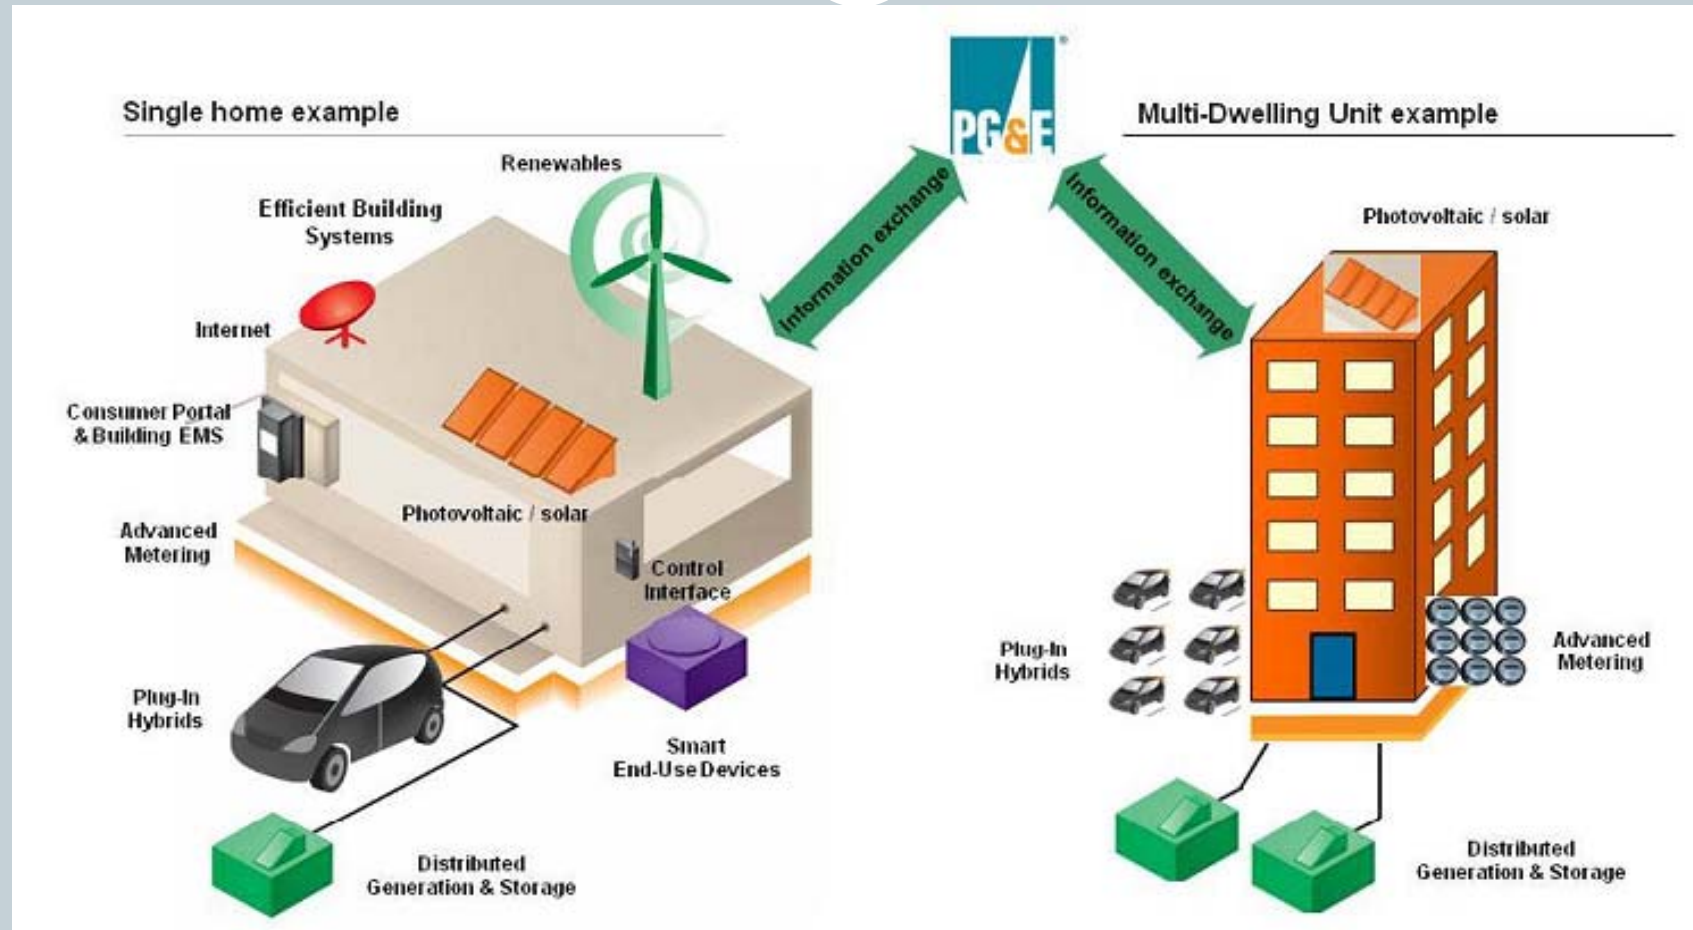 PG&E
Single home example
Multi-Dwelling Unit example
Renewables
Information exchange
Information exchange
Efficient Building
Systems
Photovoltaic / solar
Internet
Consumer Portal
& Building EMS
Photovoltaic / solar
Advanced
Metering
Control
Interface
Plug-In
Hybrids
Smart
End-Use Devices
Distributed
Generation & Storage
Plug-In
Hybrids
Advanced
Metering
Distributed
Generation & Storage